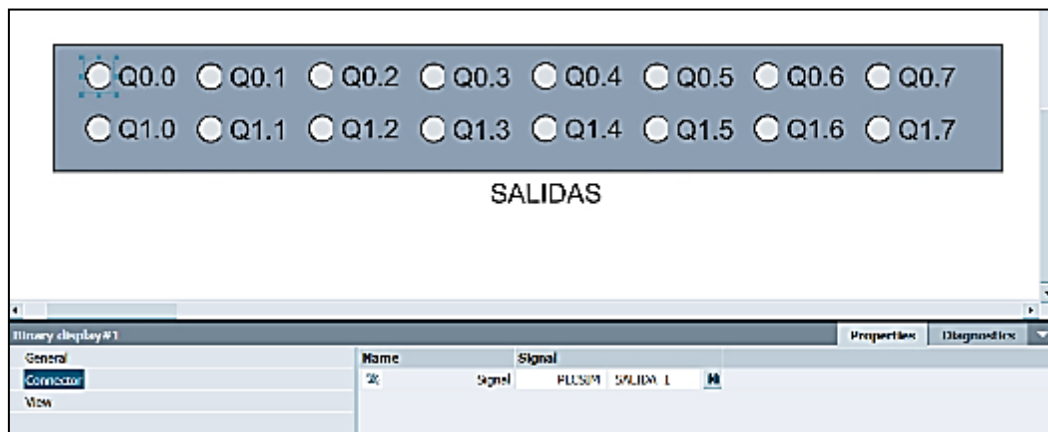 Q0.0 Q0.1 Q0.2 Q0.3 Q0.4 Q0.5 Q0.6 Q0.7
Q1.0 Q1.1 Q1.2 Q1.3 Q1.4 Q1.5 Q1.6 Q1.7
SALIDAS
Binary display#1 Properties Diagnostics
General Name Signal
Connector Signal PLCSIM SALIDA_1
View